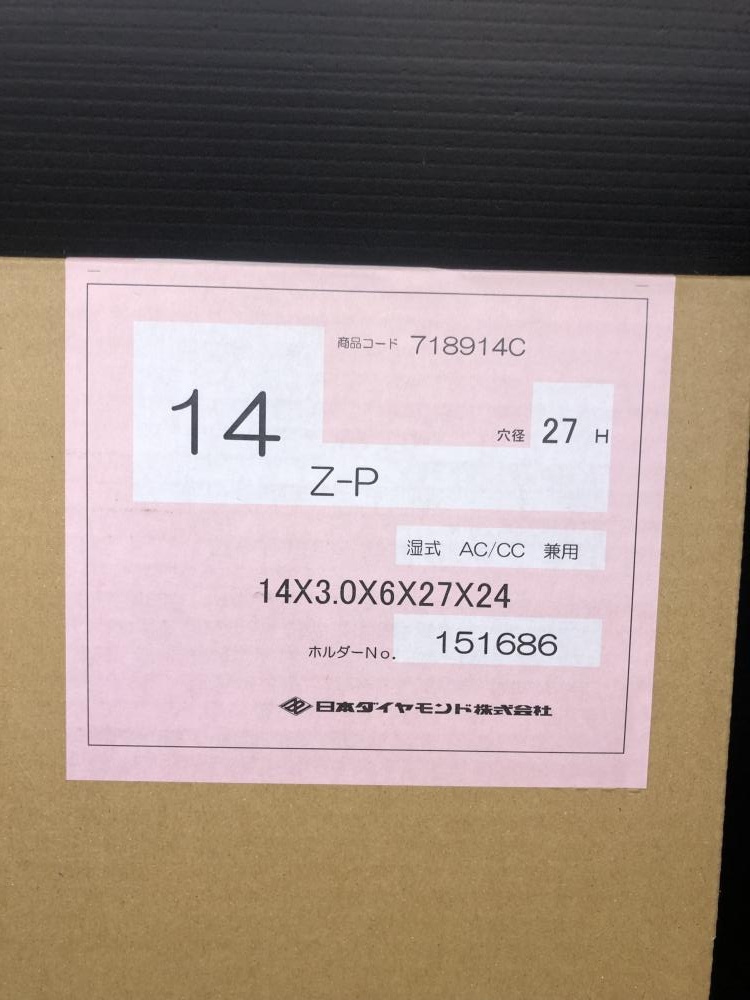 商品コード 718914C
14
穴径 27 H
Z-P
湿式 AC/CC 兼用
14X3.0X6X27X24
ホルダーNo. 151686
日本ダイヤモンド株式会社